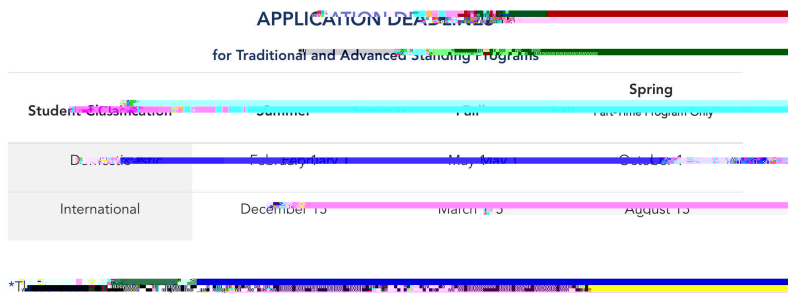 APPLICATION DEADLINES
for Traditional and Advanced Standing Programs
Spring
Student Classification Summer Fall Part-Time Program Only
Domestic February 1 May 1 October 1
International December 15 March 15 August 15